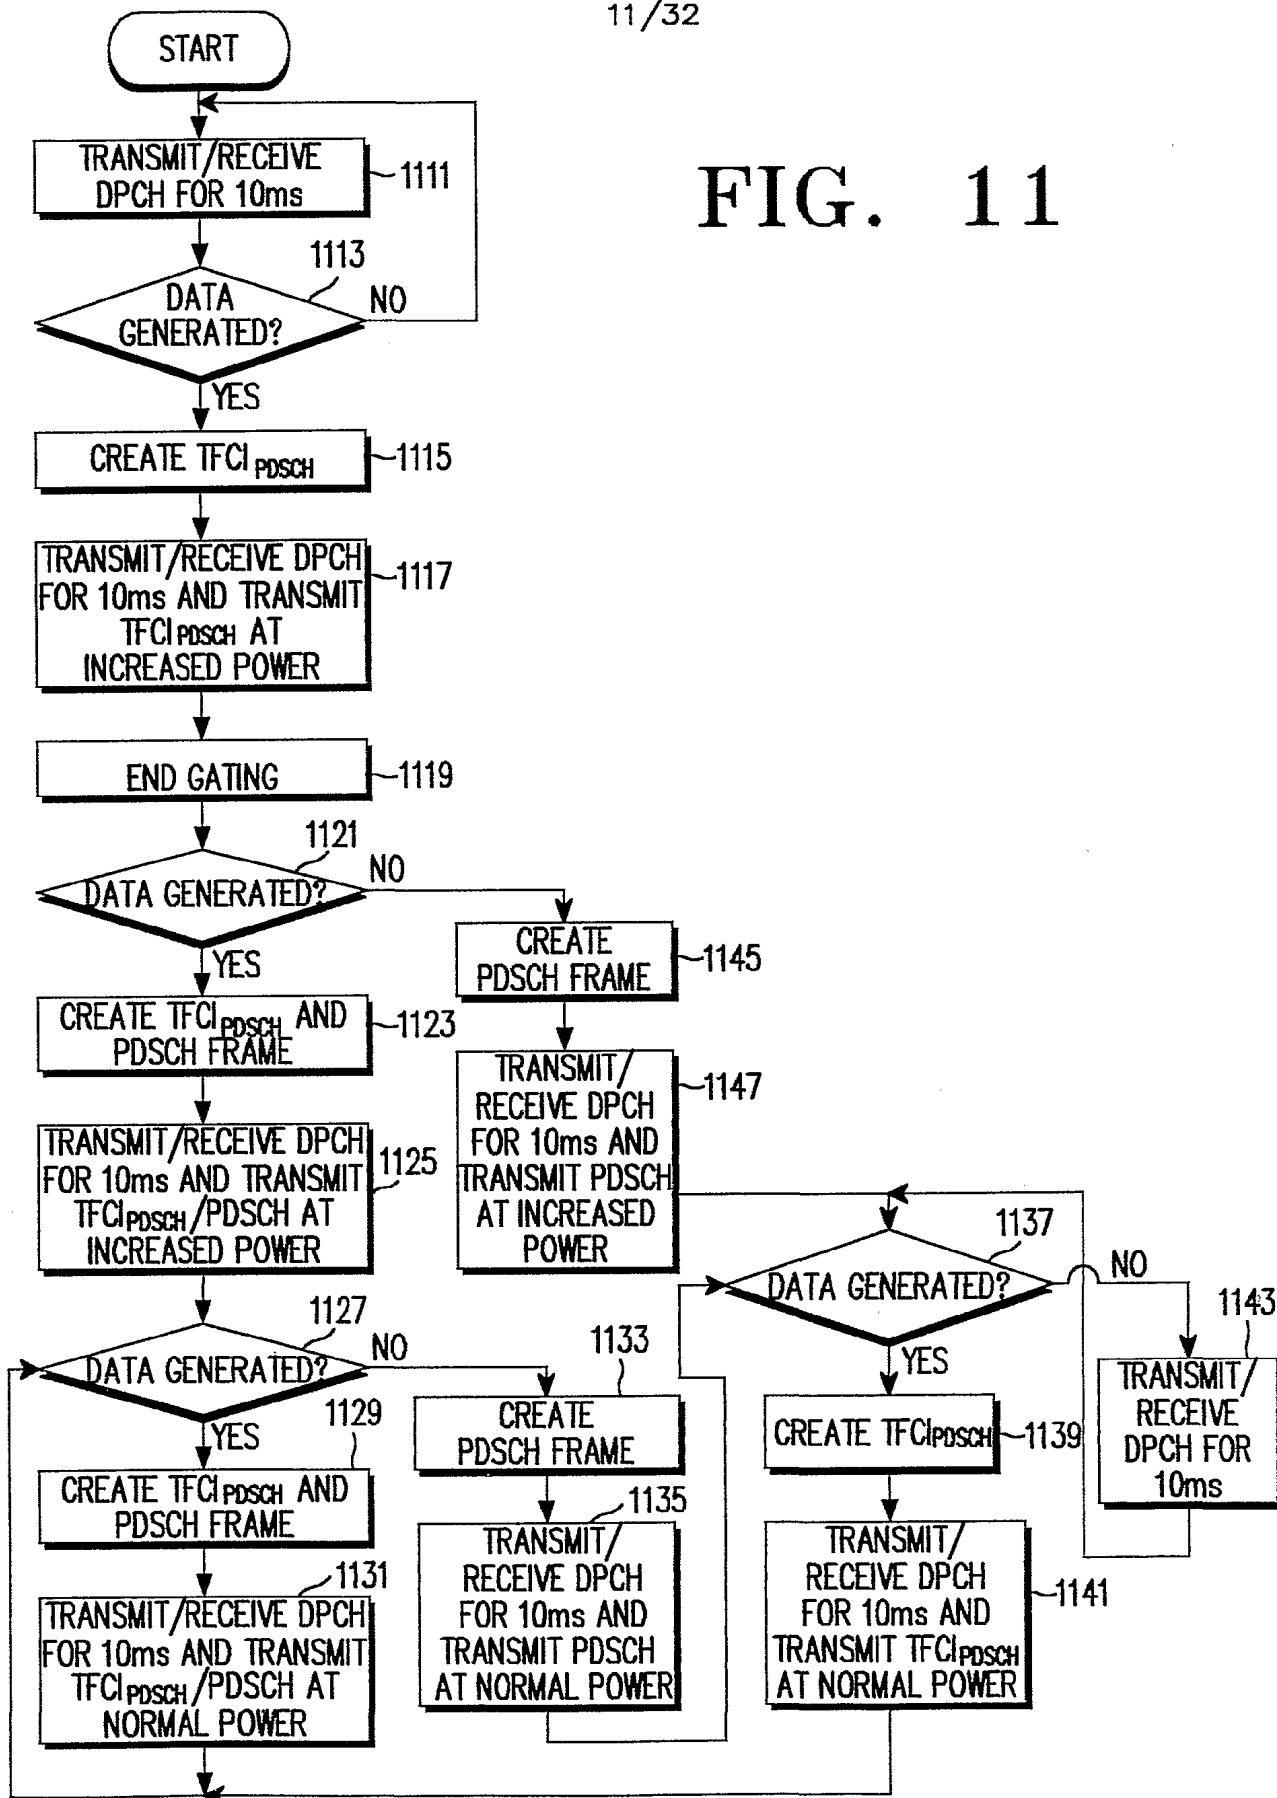 11/32
FIG. 11
START
TRANSMIT/RECEIVE
DPCH FOR 10ms
1111
1113
DATA
GENERATED?
NO
YES
CREATE TFCI PDSCH
1115
TRANSMIT/RECEIVE DPCH
FOR 10ms AND TRANSMIT
TFCI PDSCH AT
INCREASED POWER
1117
END GATING
1119
1121
DATA GENERATED?
NO
YES
CREATE TFCI PDSCH AND
PDSCH FRAME
1123
TRANSMIT/RECEIVE DPCH
FOR 10ms AND TRANSMIT
TFCI PDSCH/PDSCH AT
INCREASED POWER
1125
1127
DATA GENERATED?
NO
YES
1129
CREATE TFCI PDSCH AND
PDSCH FRAME
1131
TRANSMIT/RECEIVE DPCH
FOR 10ms AND TRANSMIT
TFCI PDSCH/PDSCH AT
NORMAL POWER
CREATE
PDSCH FRAME
1145
TRANSMIT/
RECEIVE DPCH
FOR 10ms AND
TRANSMIT PDSCH
AT INCREASED
POWER
1147
1133
CREATE
PDSCH FRAME
1135
TRANSMIT/
RECEIVE DPCH
FOR 10ms AND
TRANSMIT PDSCH
AT NORMAL POWER
1137
DATA GENERATED?
NO
YES
CREATE TFCI PDSCH
1139
TRANSMIT/
RECEIVE DPCH
FOR 10ms AND
TRANSMIT TFCI PDSCH
AT NORMAL POWER
1141
1143
TRANSMIT/
RECEIVE
DPCH FOR
10ms